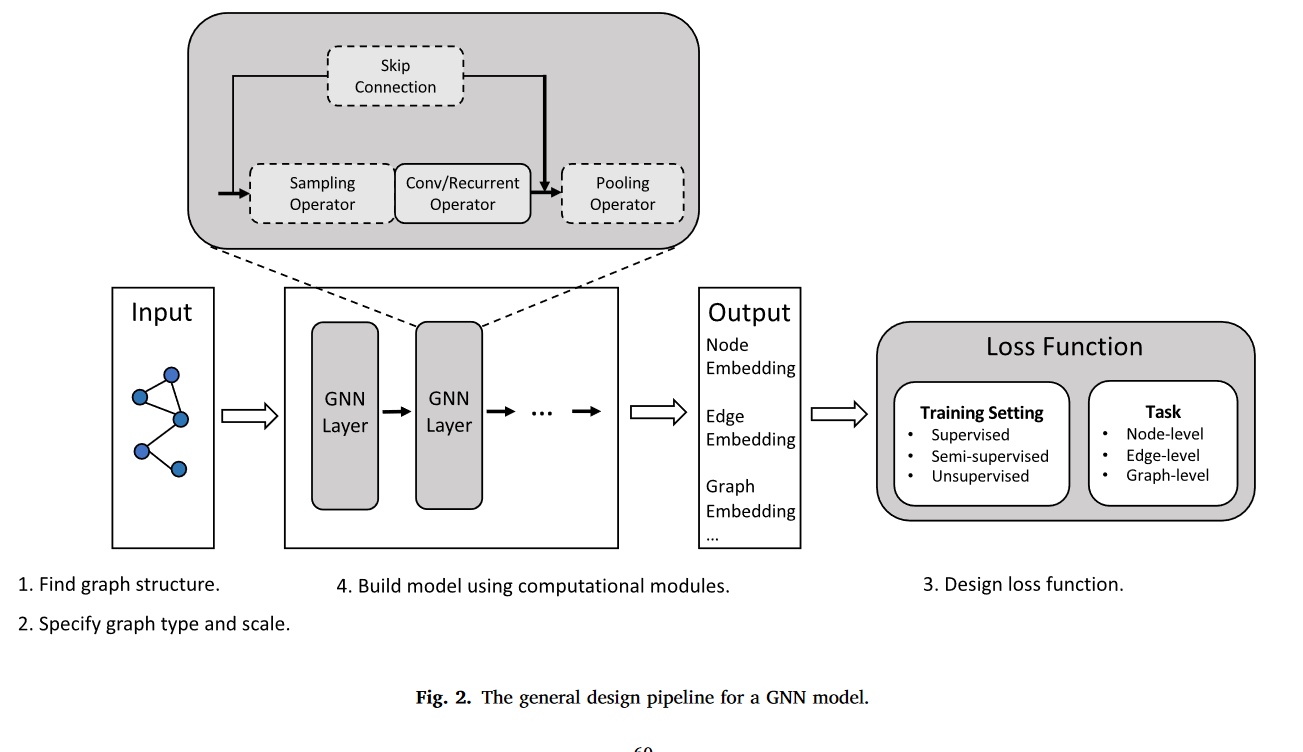 Skip
Connection
Sampling
Operator
Conv/Recurrent
Operator
Pooling
Operator
Input
GNN
Layer
GNN
Layer
...
Output
Node
Embedding
Edge
Embedding
Graph
Embedding
...
Loss Function
Training Setting
• Supervised
• Semi-supervised
• Unsupervised
Task
• Node-level
• Edge-level
• Graph-level
1. Find graph structure.
2. Specify graph type and scale.
4. Build model using computational modules.
3. Design loss function.
Fig. 2. The general design pipeline for a GNN model.